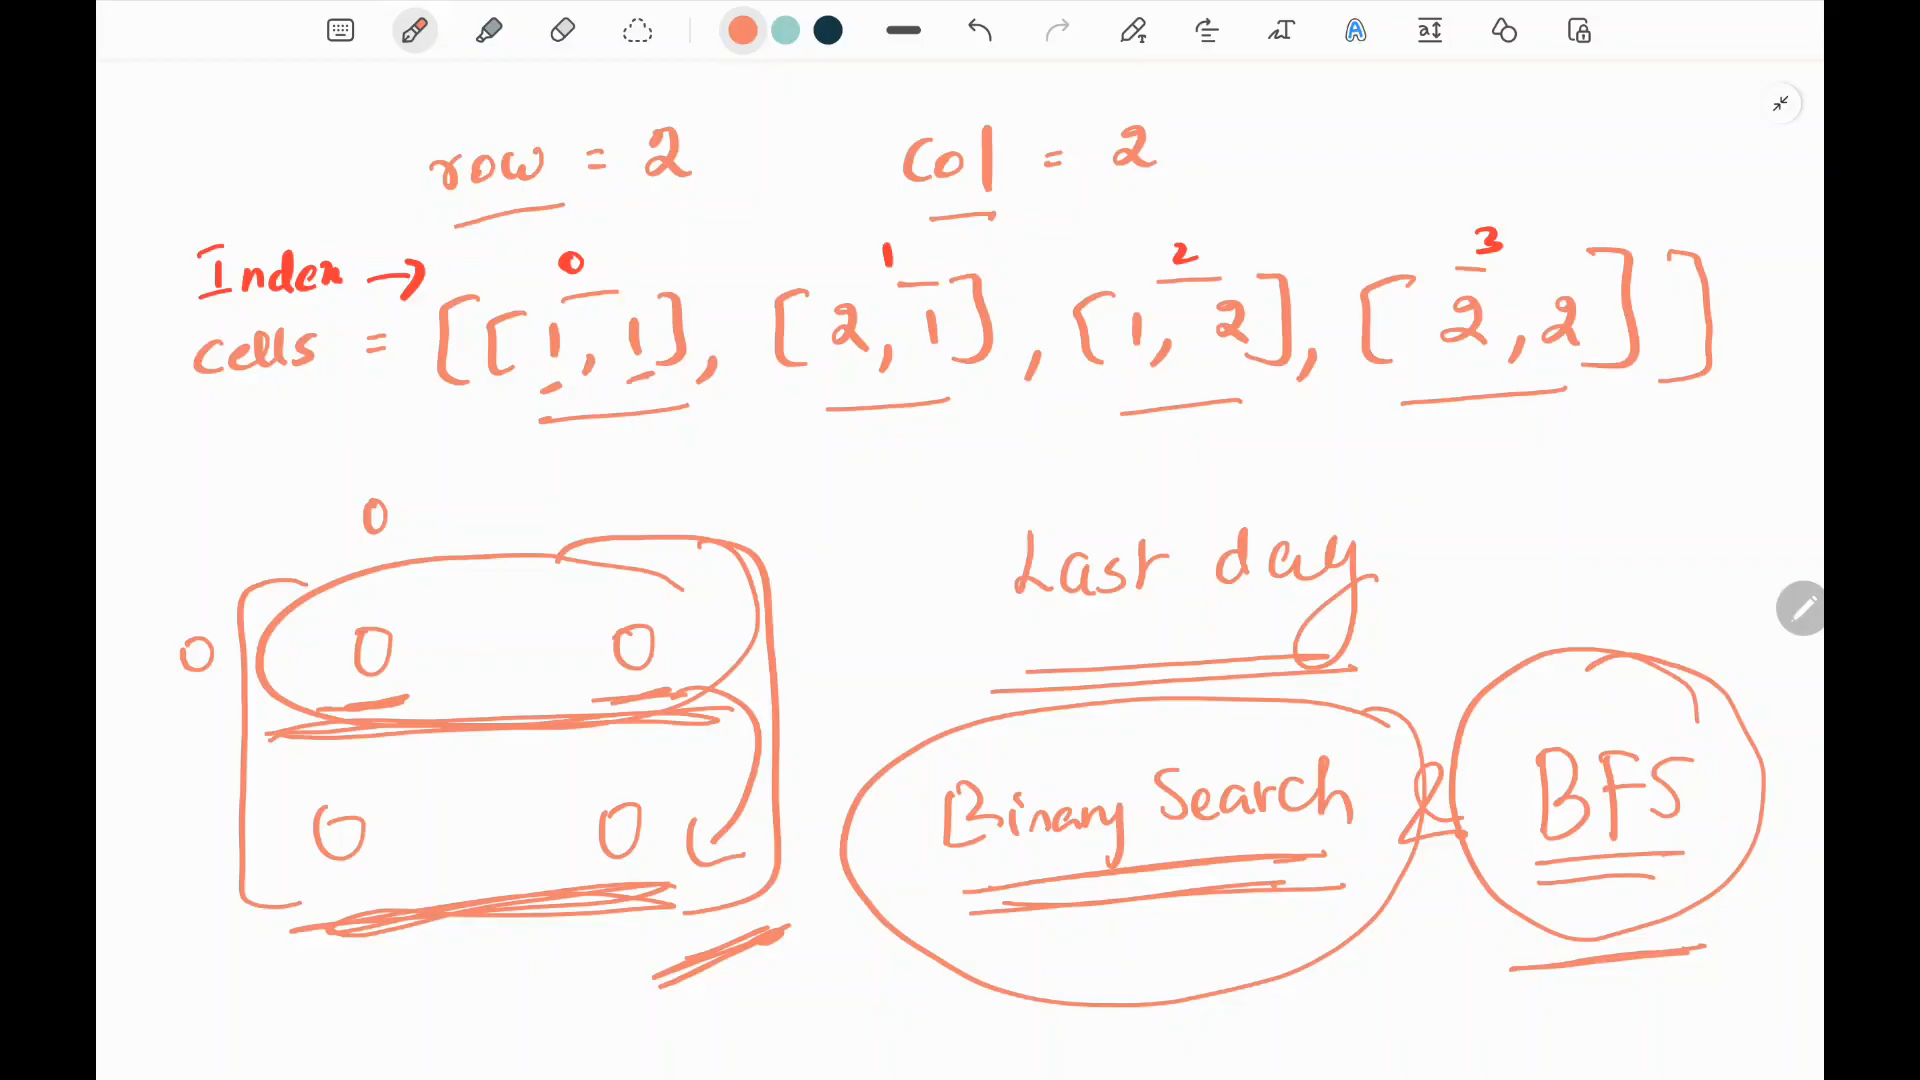 row = 2 col = 2
Index → 0 1 2 3
cells = [[1, 1], [2, 1], [1, 2], [2, 2]]
0
0 0 0
0 0
Last day
Binary Search & BFS